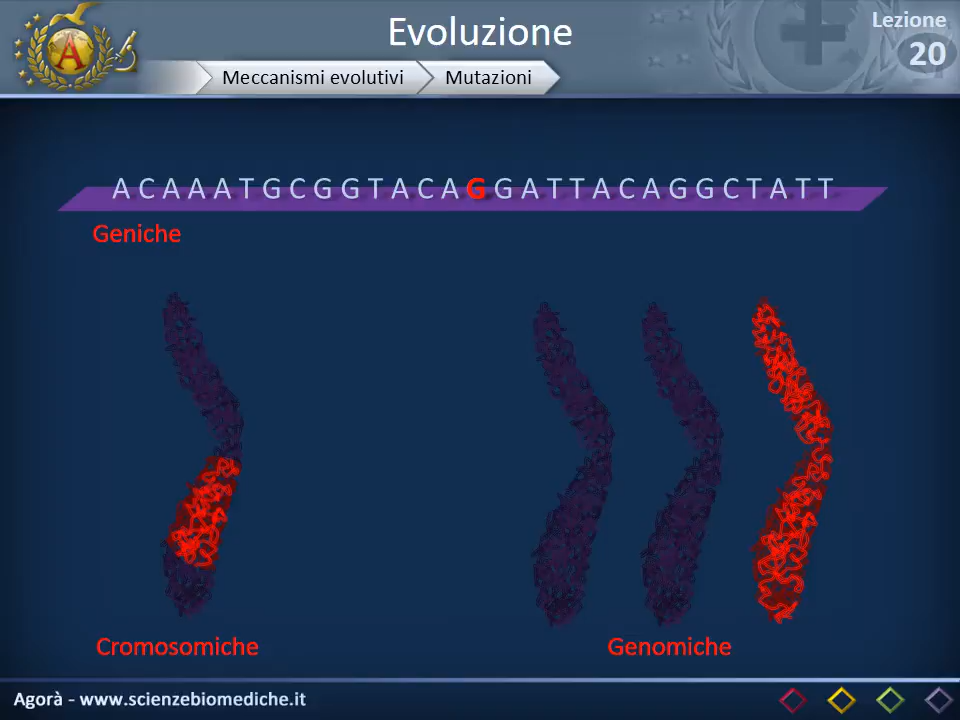 Evoluzione
Lezione
20
Meccanismi evolutivi
Mutazioni
A
A C A A A T G C G G T A C A G G A T T A C A G G C T A T T
Geniche
Cromosomiche
Genomiche
Agorà - www.scienzebiomediche.it